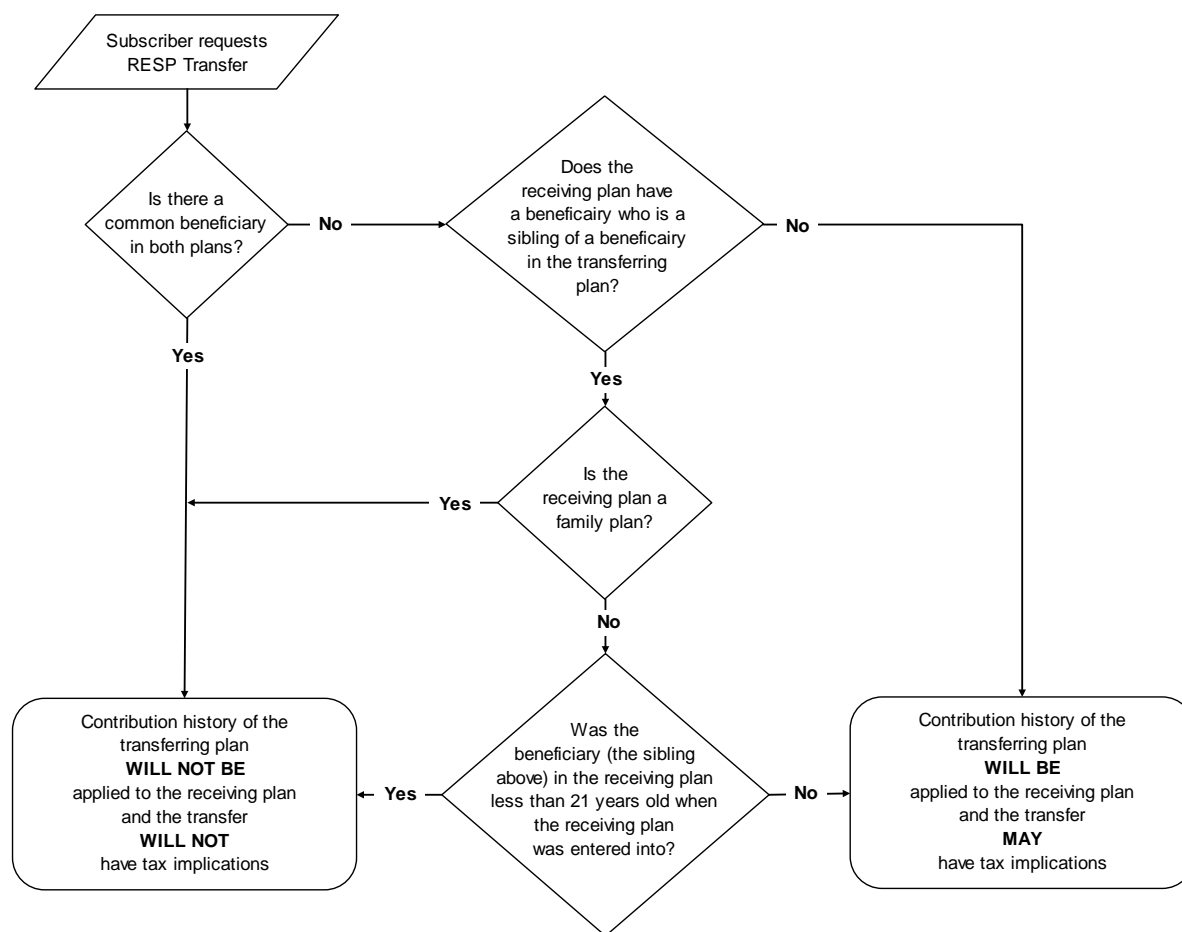 Subscriber requests
RESP Transfer
Is there a
common beneficiary
in both plans?
No
Does the
receiving plan have
a beneficairy who is a
sibling of a beneficairy
in the transferring
plan?
No
Yes
Yes
Is the
receiving plan a
family plan?
Yes
No
Contribution history of the
transferring plan
WILL NOT BE
applied to the receiving plan
and the transfer
WILL NOT
have tax implications
Yes
Was the
beneficiary (the sibling
above) in the receiving plan
less than 21 years old when
the receiving plan
was entered into?
No
Contribution history of the
transferring plan
WILL BE
applied to the receiving plan
and the transfer
MAY
have tax implications